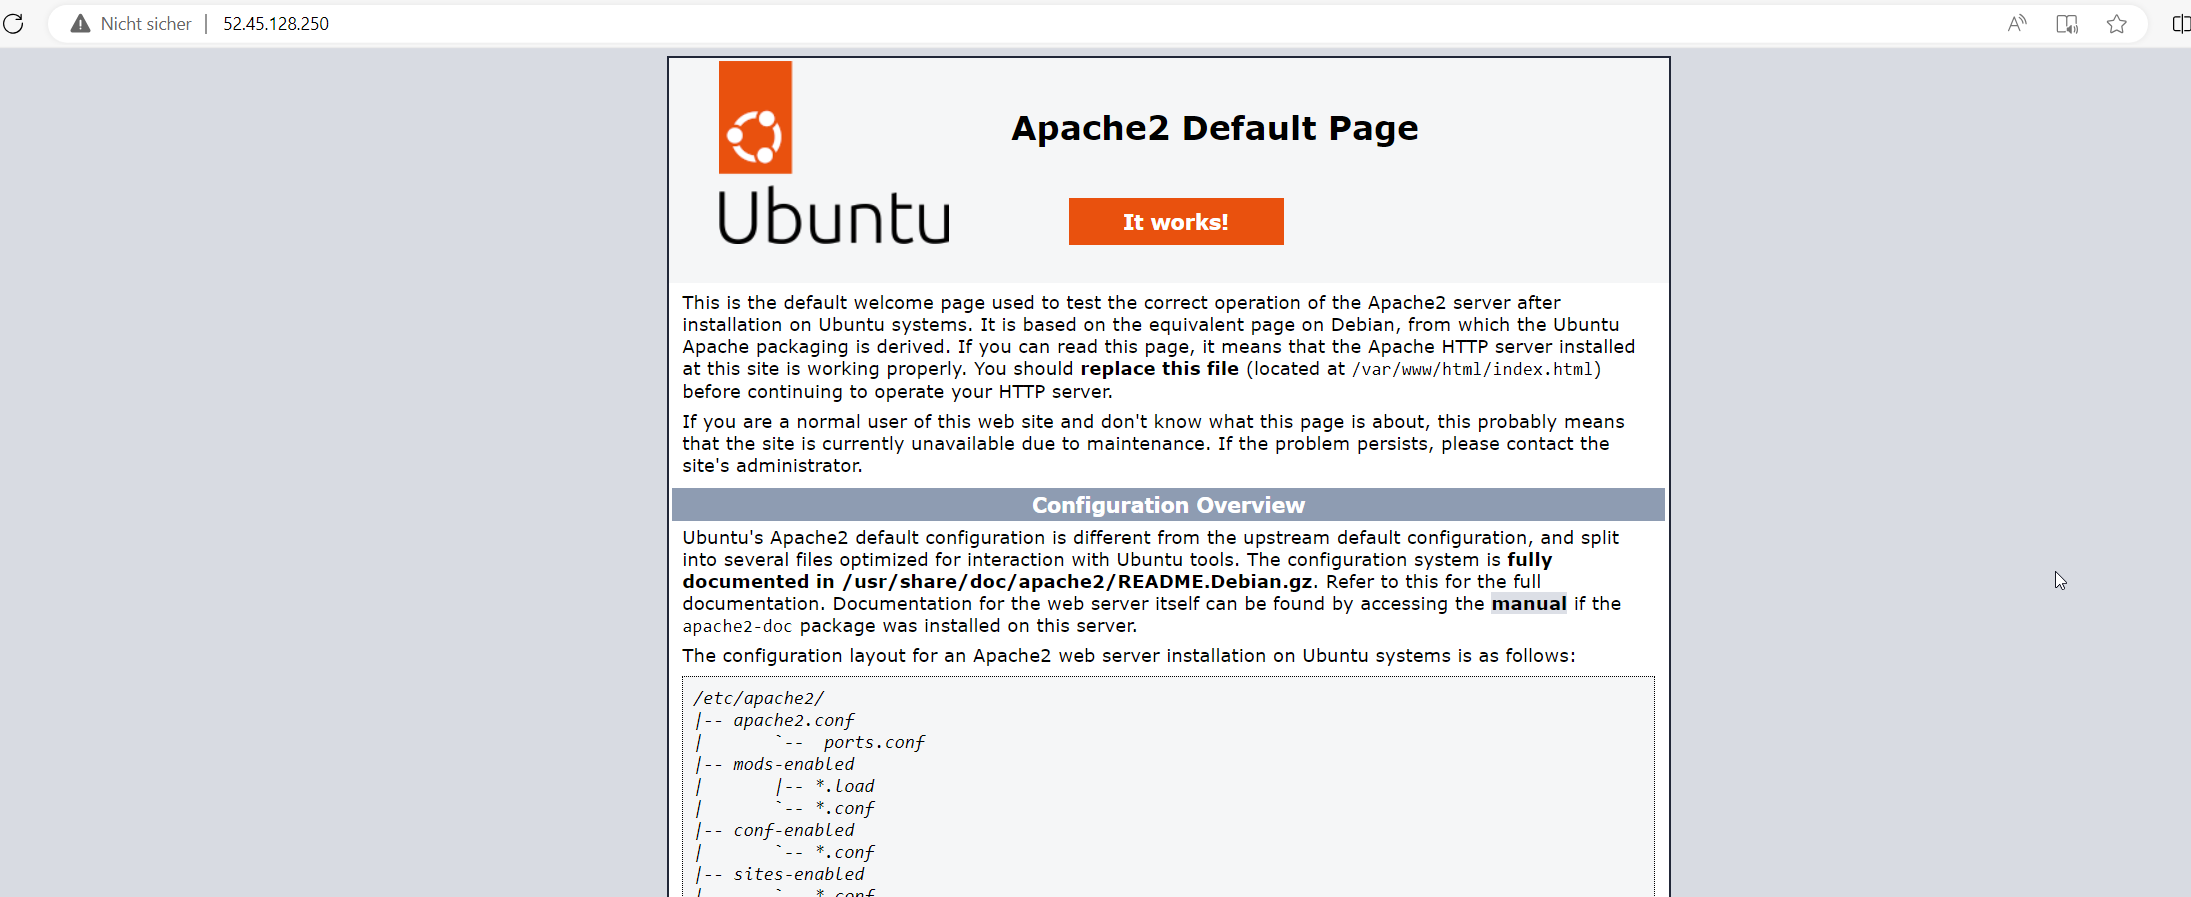 Nicht sicher | 52.45.128.250
Apache2 Default Page
Ubuntu
It works!
This is the default welcome page used to test the correct operation of the Apache2 server after
installation on Ubuntu systems. It is based on the equivalent page on Debian, from which the Ubuntu
Apache packaging is derived. If you can read this page, it means that the Apache HTTP server installed
at this site is working properly. You should replace this file (located at /var/www/html/index.html)
before continuing to operate your HTTP server.
If you are a normal user of this web site and don't know what this page is about, this probably means
that the site is currently unavailable due to maintenance. If the problem persists, please contact the
site's administrator.
Configuration Overview
Ubuntu's Apache2 default configuration is different from the upstream default configuration, and split
into several files optimized for interaction with Ubuntu tools. The configuration system is fully
documented in /usr/share/doc/apache2/README.Debian.gz. Refer to this for the full
documentation. Documentation for the web server itself can be found by accessing the manual if the
apache2-doc package was installed on this server.
The configuration layout for an Apache2 web server installation on Ubuntu systems is as follows:
/etc/apache2/
|-- apache2.conf
|       `--  ports.conf
|-- mods-enabled
|       |-- *.load
|       `-- *.conf
|-- conf-enabled
|       `-- *.conf
|-- sites-enabled
|       `-- *.conf